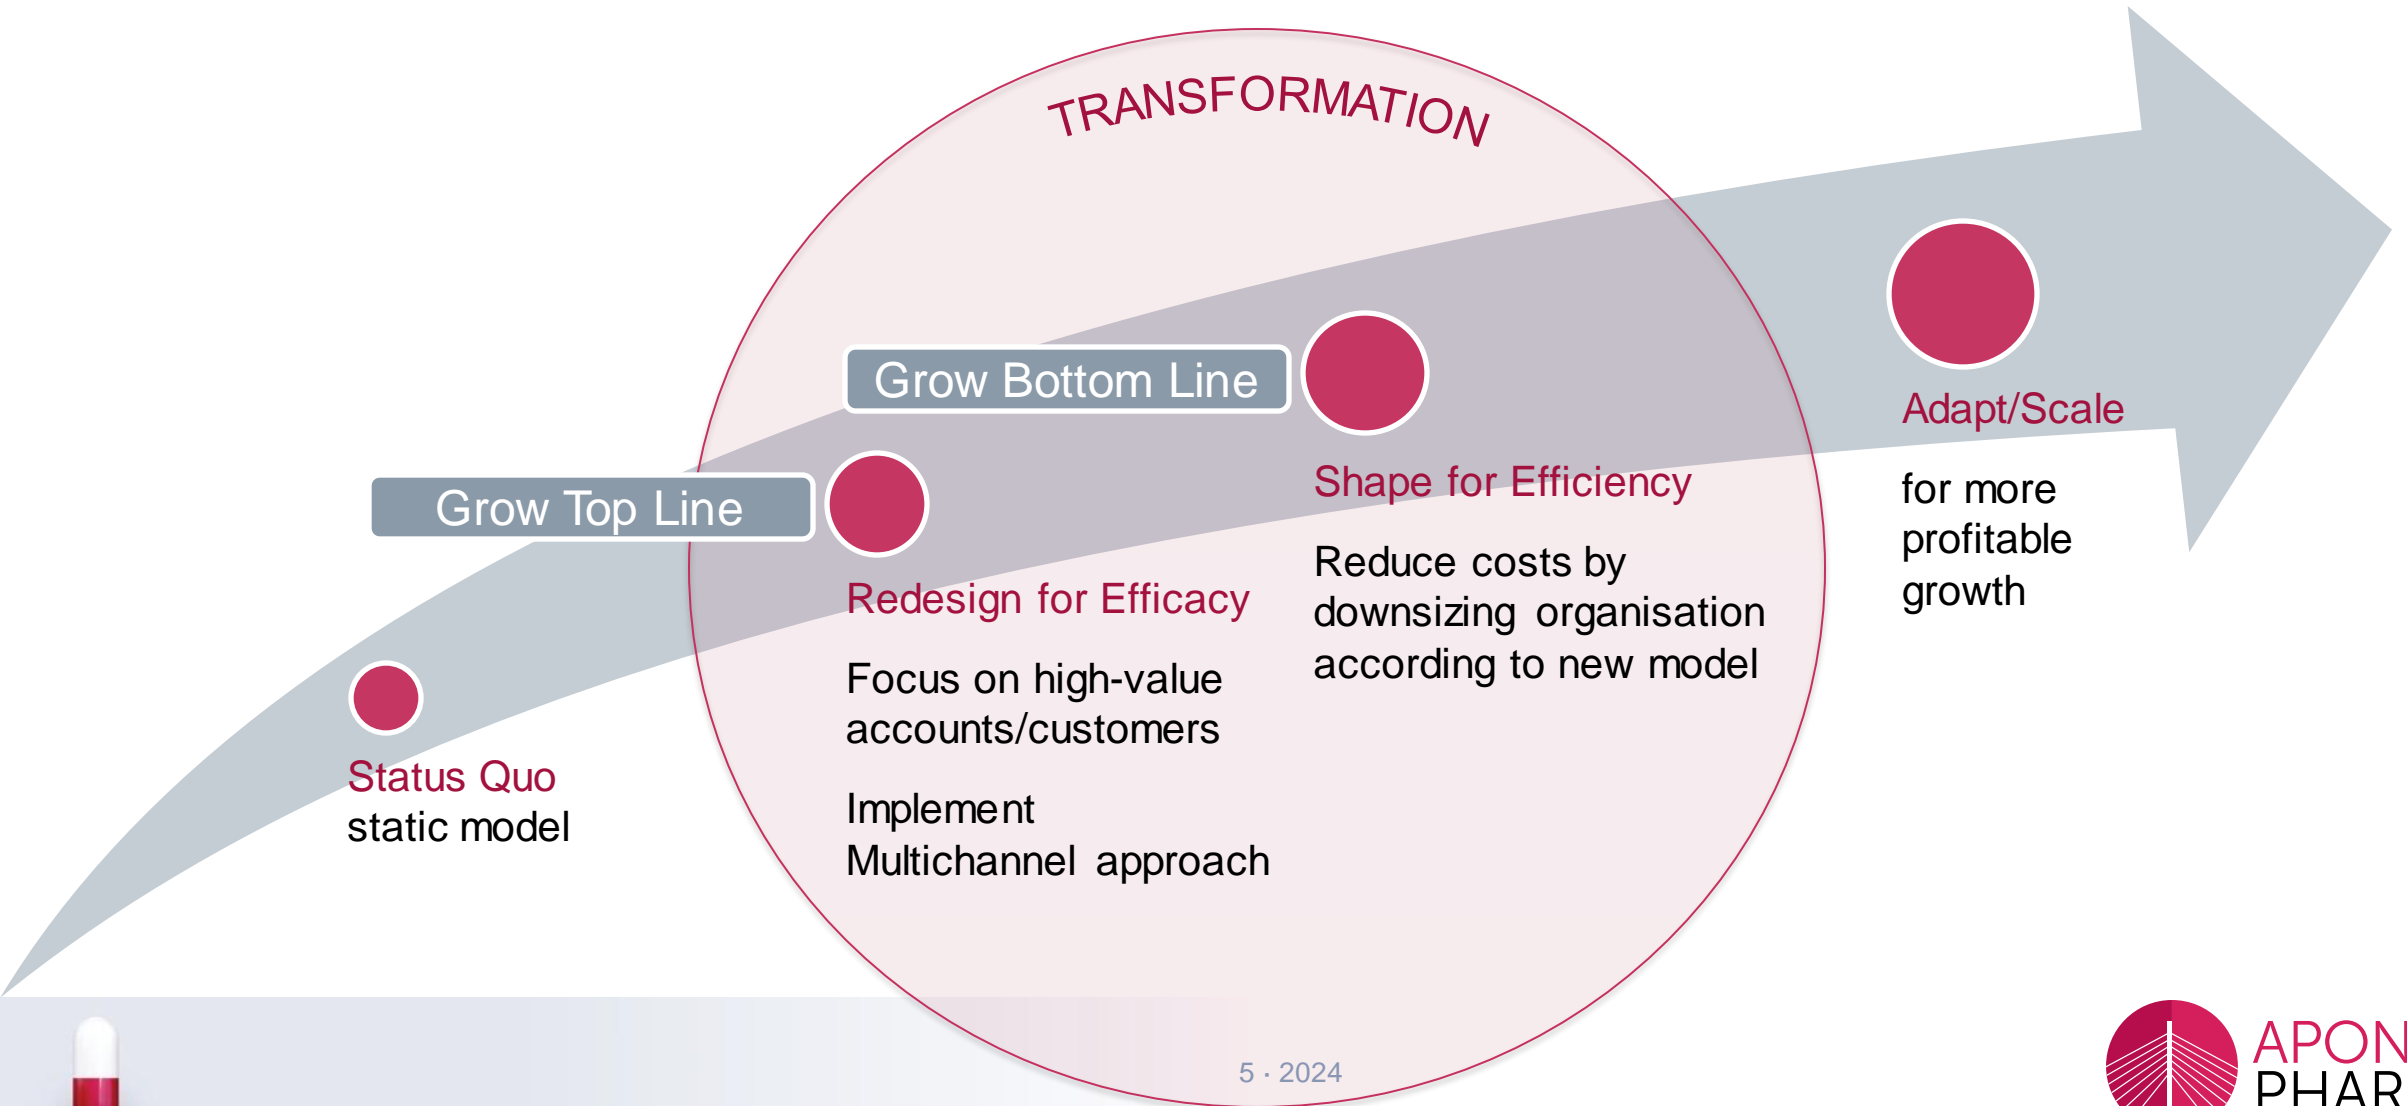 TRANSFORMATION
Grow Bottom Line
Grow Top Line
Adapt/Scale
for more
profitable
growth
Shape for Efficiency
Reduce costs by
downsizing organisation
according to new model
Redesign for Efficacy
Focus on high-value
accounts/customers
Implement
Multichannel approach
Status Quo
static model
5 · 2024
APON
PHAR